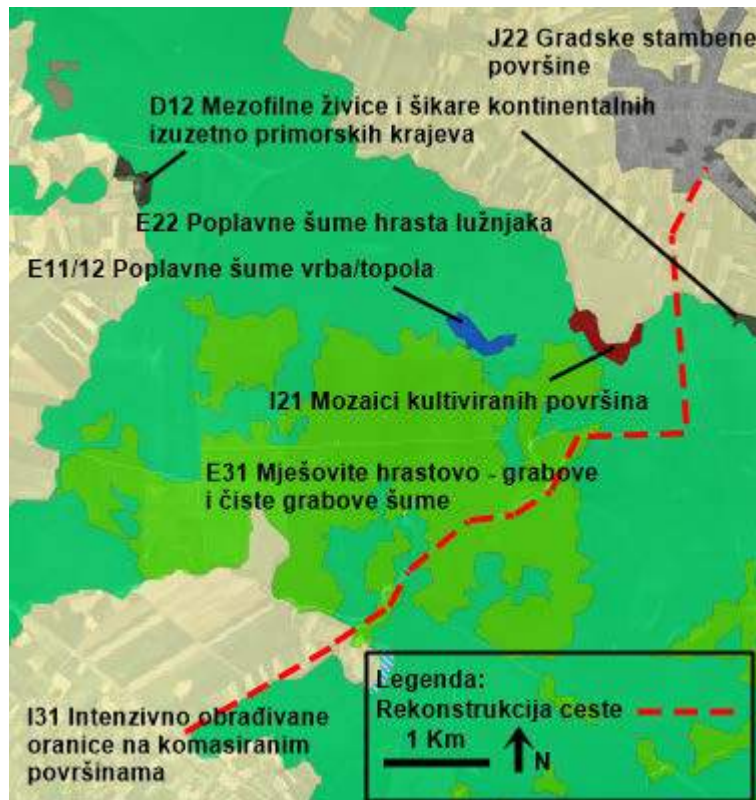 J22 Gradske stambene
površine
D12 Mezofilne živice i šikare kontinentalnih
izuzetno primorskih krajeva
E22 Poplavne šume hrasta lužnjaka
E11/12 Poplavne šume vrba/topola
I21 Mozaici kultiviranih površina
E31 Mješovite hrastovo - grabove
i čiste grabove šume
I31 Intenzivno obrađivane
oranice na komasiranim
površinama
Legenda:
Rekonstrukcija ceste
1 Km
N